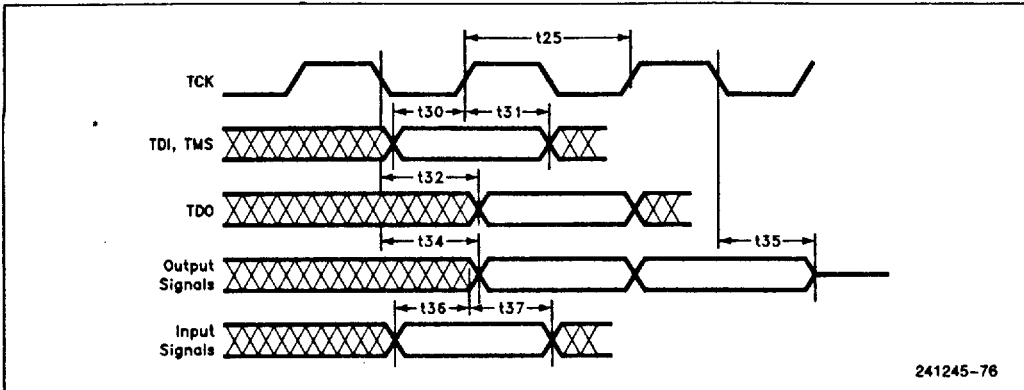 t25
TCK
t30 t31
TDI, TMS
t32
TDO
t34 t35
Output
Signals
t36 t37
Input
Signals
241245-76